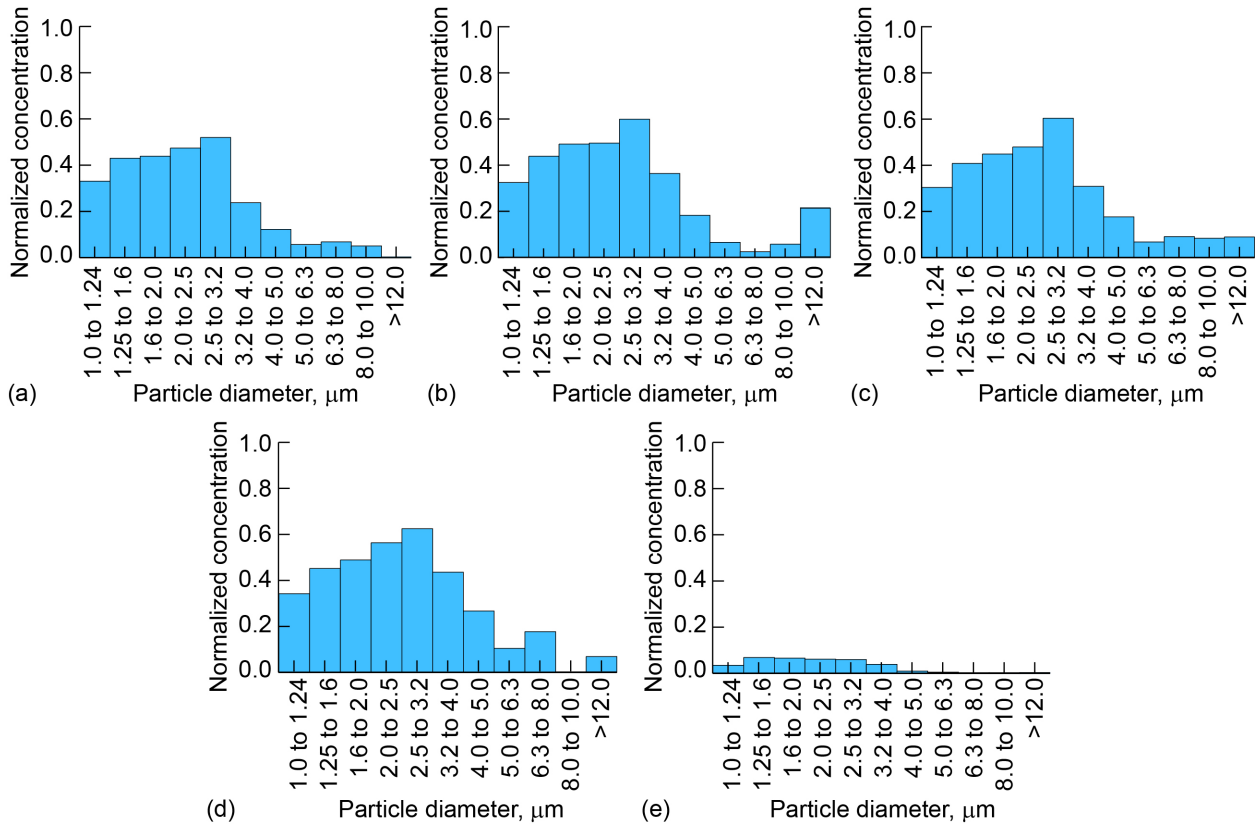 Normalized concentration
1.0
0.8
0.6
0.4
0.2
0.0
1.0 to 1.24
1.25 to 1.6
1.6 to 2.0
2.0 to 2.5
2.5 to 3.2
3.2 to 4.0
4.0 to 5.0
5.0 to 6.3
6.3 to 8.0
8.0 to 10.0
>12.0
(a)
Particle diameter, μm
Normalized concentration
1.0
0.8
0.6
0.4
0.2
0.0
1.0 to 1.24
1.25 to 1.6
1.6 to 2.0
2.0 to 2.5
2.5 to 3.2
3.2 to 4.0
4.0 to 5.0
5.0 to 6.3
6.3 to 8.0
8.0 to 10.0
>12.0
(b)
Particle diameter, μm
Normalized concentration
1.0
0.8
0.6
0.4
0.2
0.0
1.0 to 1.24
1.25 to 1.6
1.6 to 2.0
2.0 to 2.5
2.5 to 3.2
3.2 to 4.0
4.0 to 5.0
5.0 to 6.3
6.3 to 8.0
8.0 to 10.0
>12.0
(c)
Particle diameter, μm
Normalized concentration
1.0
0.8
0.6
0.4
0.2
0.0
1.0 to 1.24
1.25 to 1.6
1.6 to 2.0
2.0 to 2.5
2.5 to 3.2
3.2 to 4.0
4.0 to 5.0
5.0 to 6.3
6.3 to 8.0
8.0 to 10.0
>12.0
(d)
Particle diameter, μm
Normalized concentration
1.0
0.8
0.6
0.4
0.2
0.0
1.0 to 1.24
1.25 to 1.6
1.6 to 2.0
2.0 to 2.5
2.5 to 3.2
3.2 to 4.0
4.0 to 5.0
5.0 to 6.3
6.3 to 8.0
8.0 to 10.0
>12.0
(e)
Particle diameter, μm